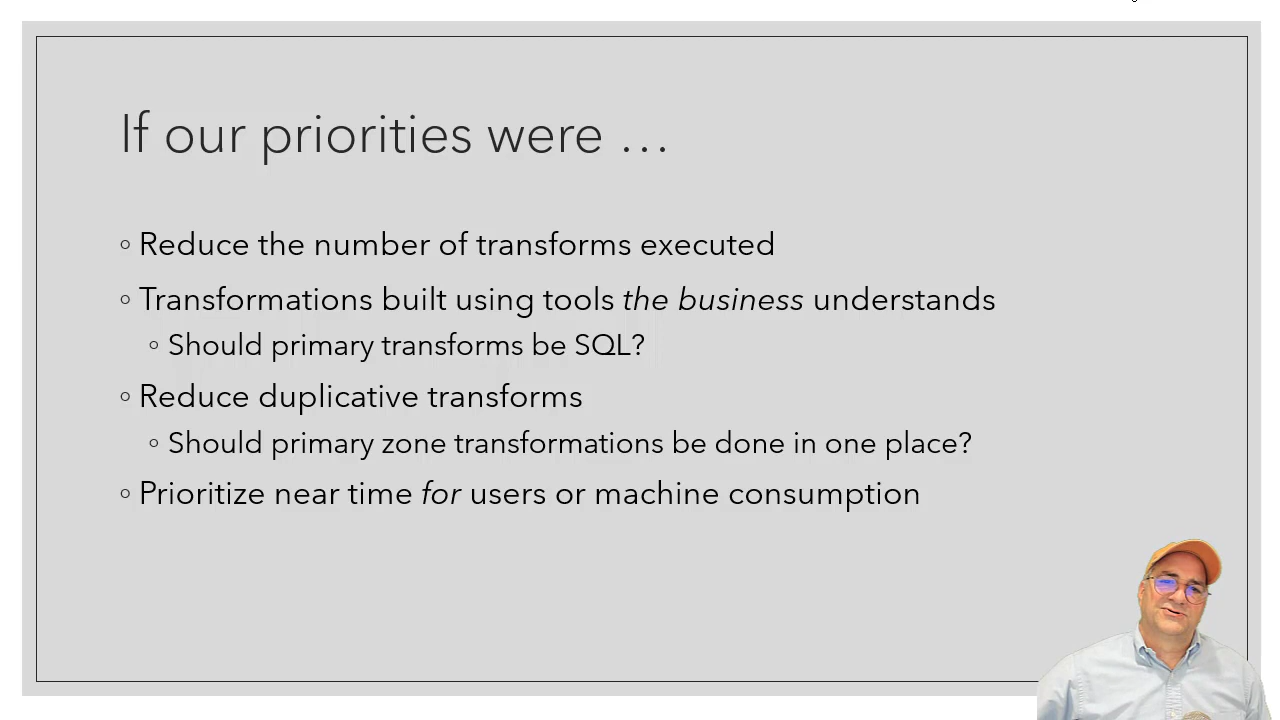 If our priorities were …
◦ Reduce the number of transforms executed
◦ Transformations built using tools the business understands
◦ Should primary transforms be SQL?
◦ Reduce duplicative transforms
◦ Should primary zone transformations be done in one place?
◦ Prioritize near time for users or machine consumption